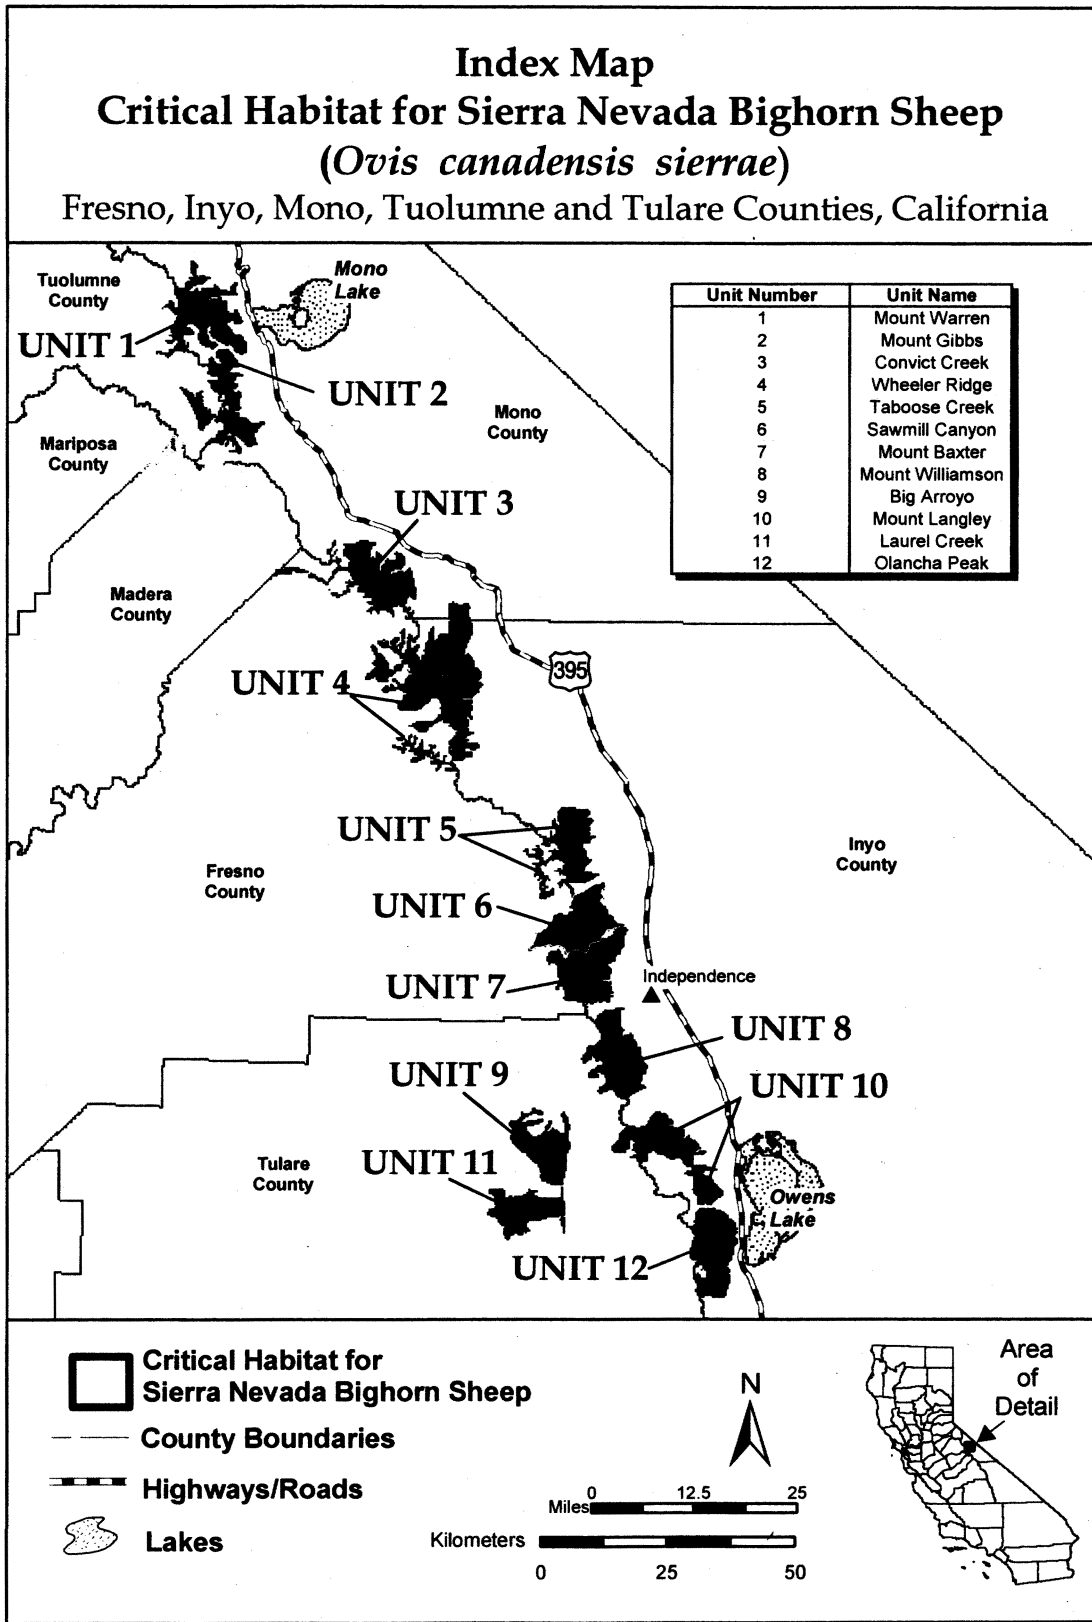 Index Map
Critical Habitat for Sierra Nevada Bighorn Sheep
(Ovis canadensis sierrae)
Fresno, Inyo, Mono, Tuolumne and Tulare Counties, California
Tuolumne
County
Mono
Lake
UNIT 1
UNIT 2
Unit Number Unit Name
1 Mount Warren
2 Mount Gibbs
3 Convict Creek
4 Wheeler Ridge
5 Taboose Creek
6 Sawmill Canyon
7 Mount Baxter
8 Mount Williamson
9 Big Arroyo
10 Mount Langley
11 Laurel Creek
12 Olancha Peak
Mono
County
Mariposa
County
UNIT 3
Madera
County
395
UNIT 4
UNIT 5
Inyo
County
Fresno
County
UNIT 6
UNIT 7
Independence
UNIT 8
UNIT 9
UNIT 10
UNIT 11
Tulare
County
Owens
Lake
UNIT 12
Critical Habitat for
Sierra Nevada Bighorn Sheep
County Boundaries
Highways/Roads
Lakes
N
0 12.5 25
Miles
Kilometers
0 25 50
Area
of
Detail